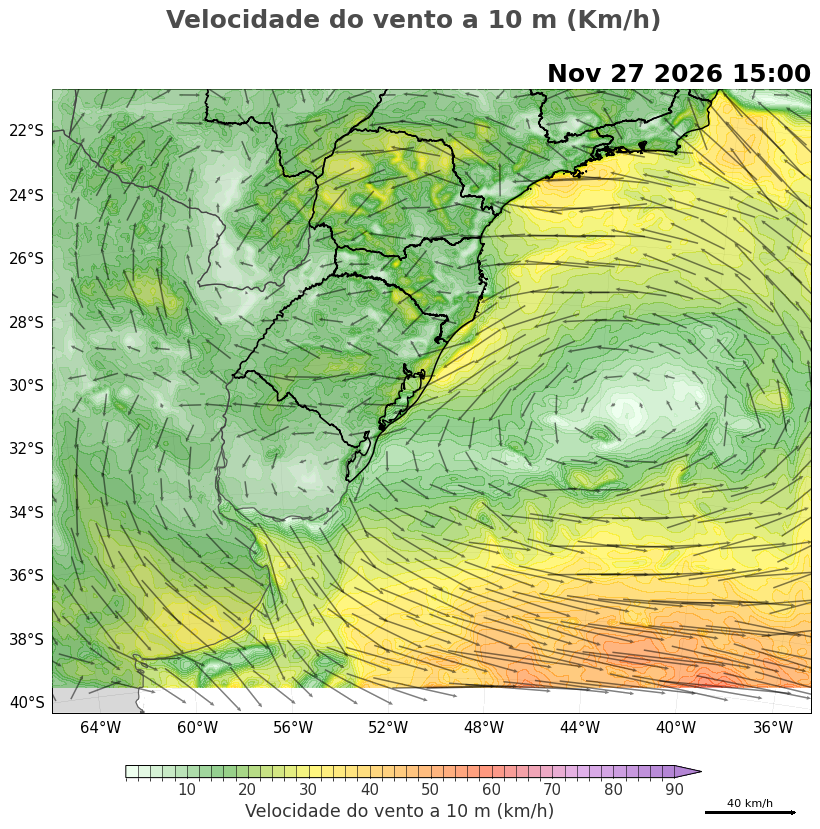 Velocidade do vento a 10 m (Km/h)
Nov 27 2026 15:00
22°S
24°S
26°S
28°S
30°S
32°S
34°S
36°S
38°S
40°S
64°W 60°W 56°W 52°W 48°W 44°W 40°W 36°W
10 20 30 40 50 60 70 80 90
Velocidade do vento a 10 m (km/h)
40 km/h